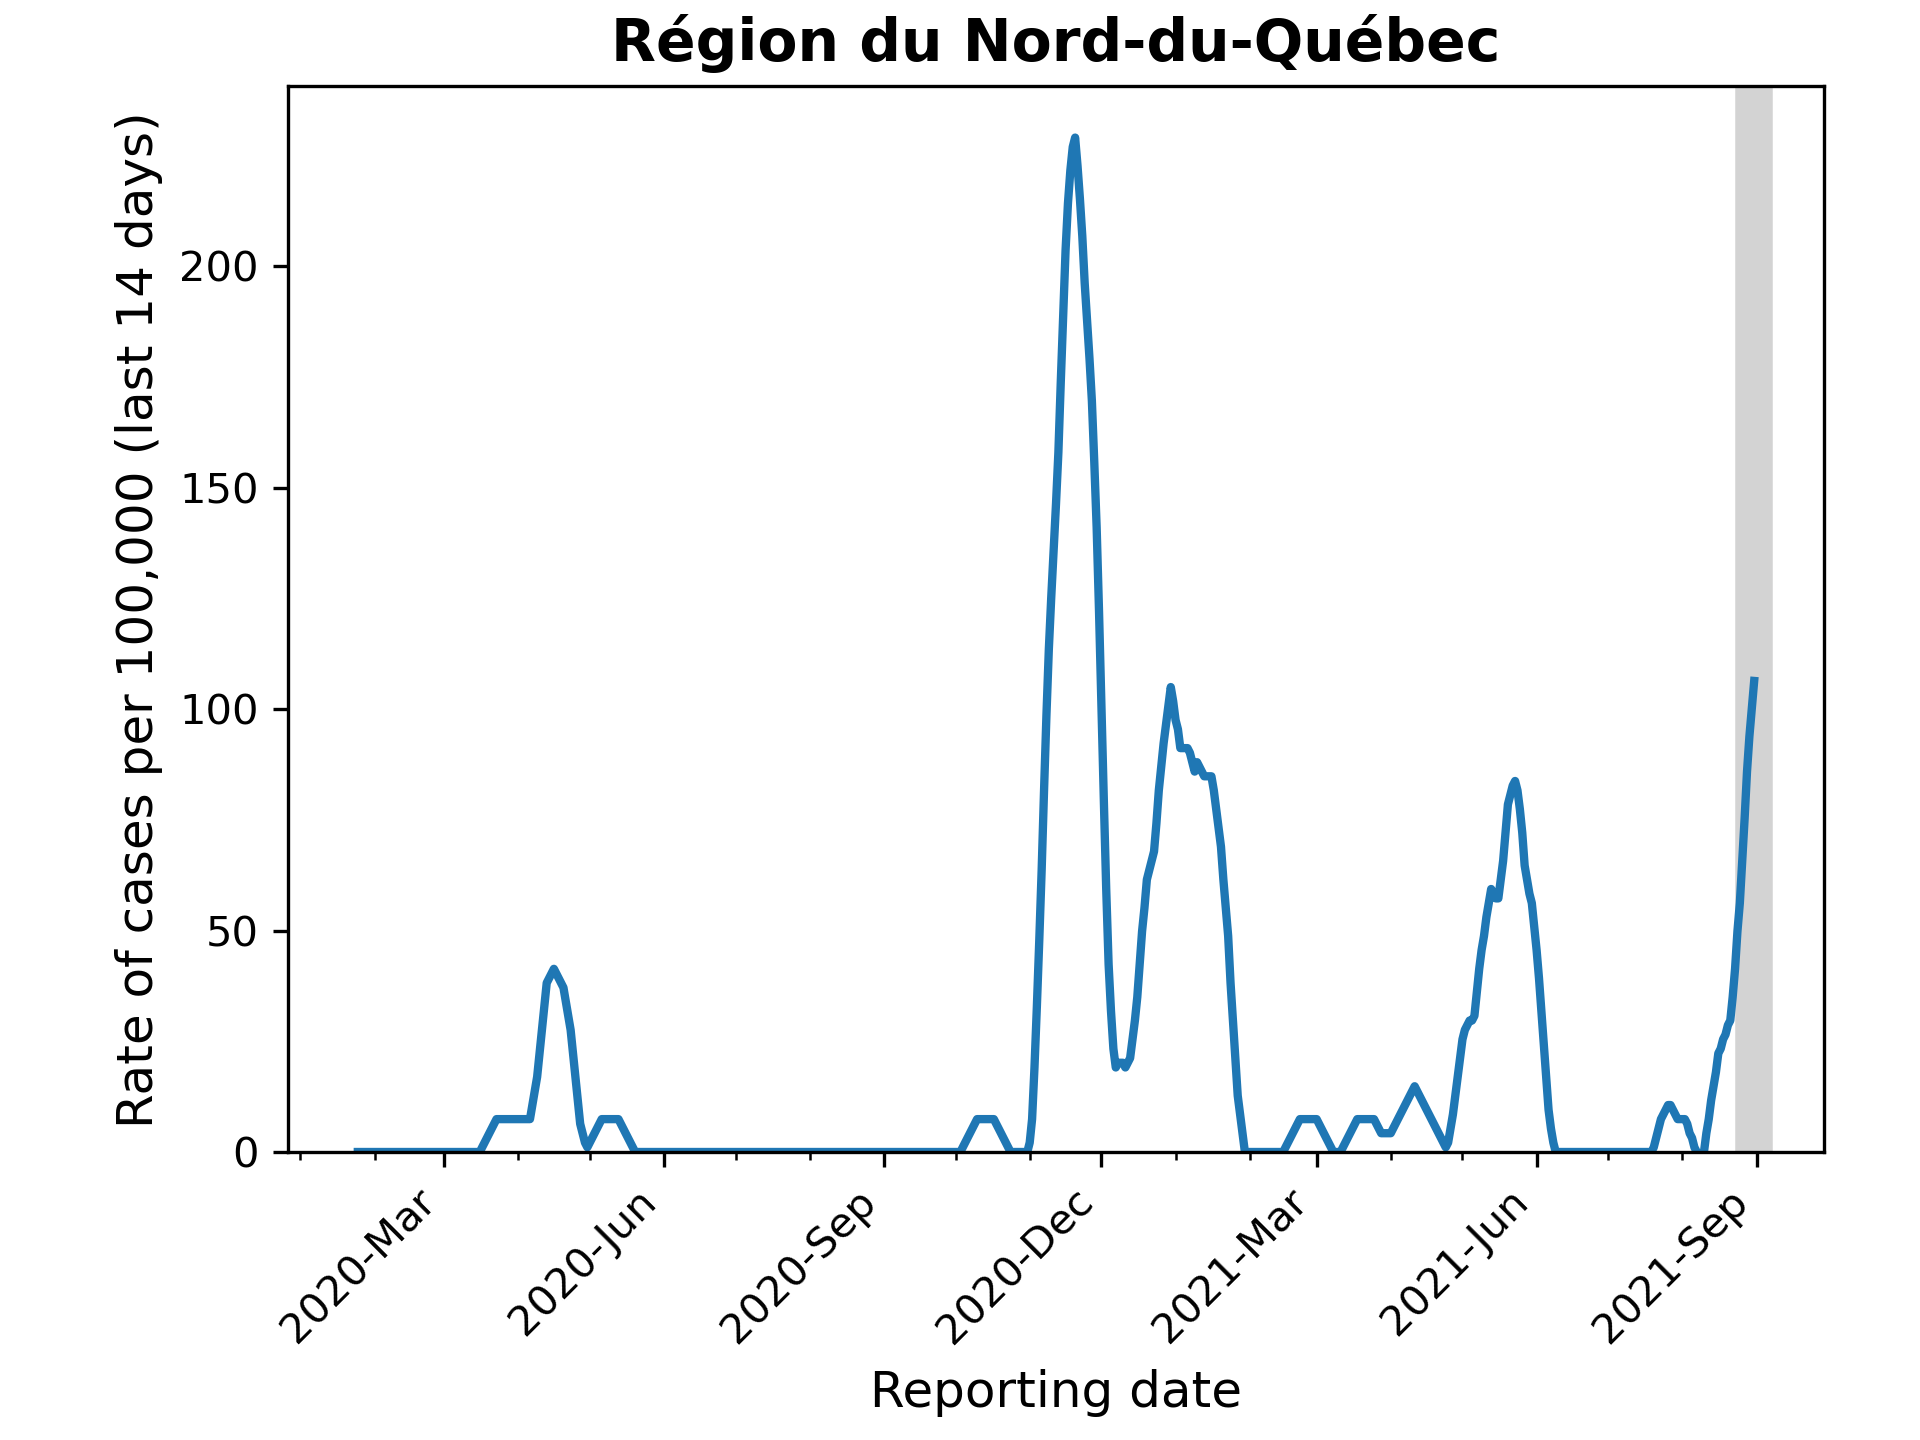 Région du Nord-du-Québec
Rate of cases per 100,000 (last 14 days)
200
150
100
50
0
2020-Mar
2020-Jun
2020-Sep
2020-Dec
2021-Mar
2021-Jun
2021-Sep
Reporting date